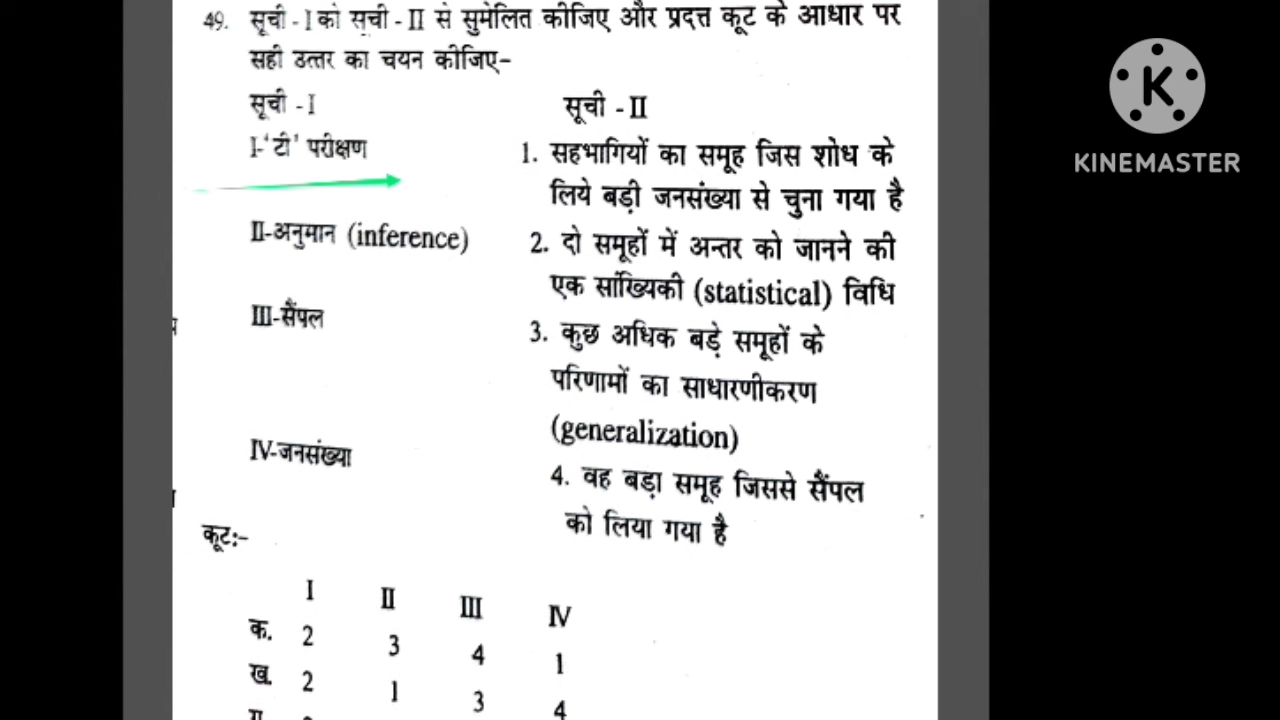 49. सूची - I को सूची - II से सुमेलित कीजिए और प्रदत्त कूट के आधार पर
सही उत्तर का चयन कीजिए-
सूची - I सूची - II
I-'टी' परीक्षण 1. सहभागियों का समूह जिस शोध के
लिये बड़ी जनसंख्या से चुना गया है
II-अनुमान (inference) 2. दो समूहों में अन्तर को जानने की
एक सांख्यिकी (statistical) विधि
III-सैंपल 3. कुछ अधिक बड़े समूहों के
परिणामों का साधारणीकरण
(generalization)
IV-जनसंख्या 4. वह बड़ा समूह जिससे सैंपल
को लिया गया है
कूट:-
I II III IV
क. 2 3 4 1
ख. 2 1 3 4
K
KINEMASTER